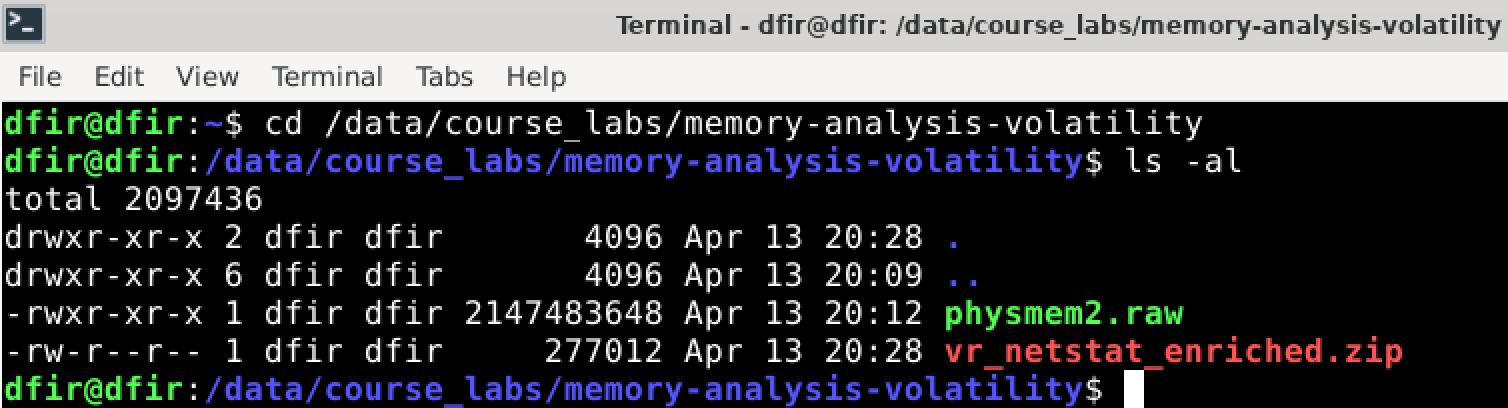 Terminal - dfir@dfir: /data/course_labs/memory-analysis-volatility
File Edit View Terminal Tabs Help
dfir@dfir:~$ cd /data/course_labs/memory-analysis-volatility
dfir@dfir:/data/course_labs/memory-analysis-volatility$ ls -al
total 2097436
drwxr-xr-x 2 dfir dfir       4096 Apr 13 20:28 .
drwxr-xr-x 6 dfir dfir       4096 Apr 13 20:09 ..
-rwxr-xr-x 1 dfir dfir 2147483648 Apr 13 20:12 physmem2.raw
-rw-r--r-- 1 dfir dfir     277012 Apr 13 20:28 vr_netstat_enriched.zip
dfir@dfir:/data/course_labs/memory-analysis-volatility$